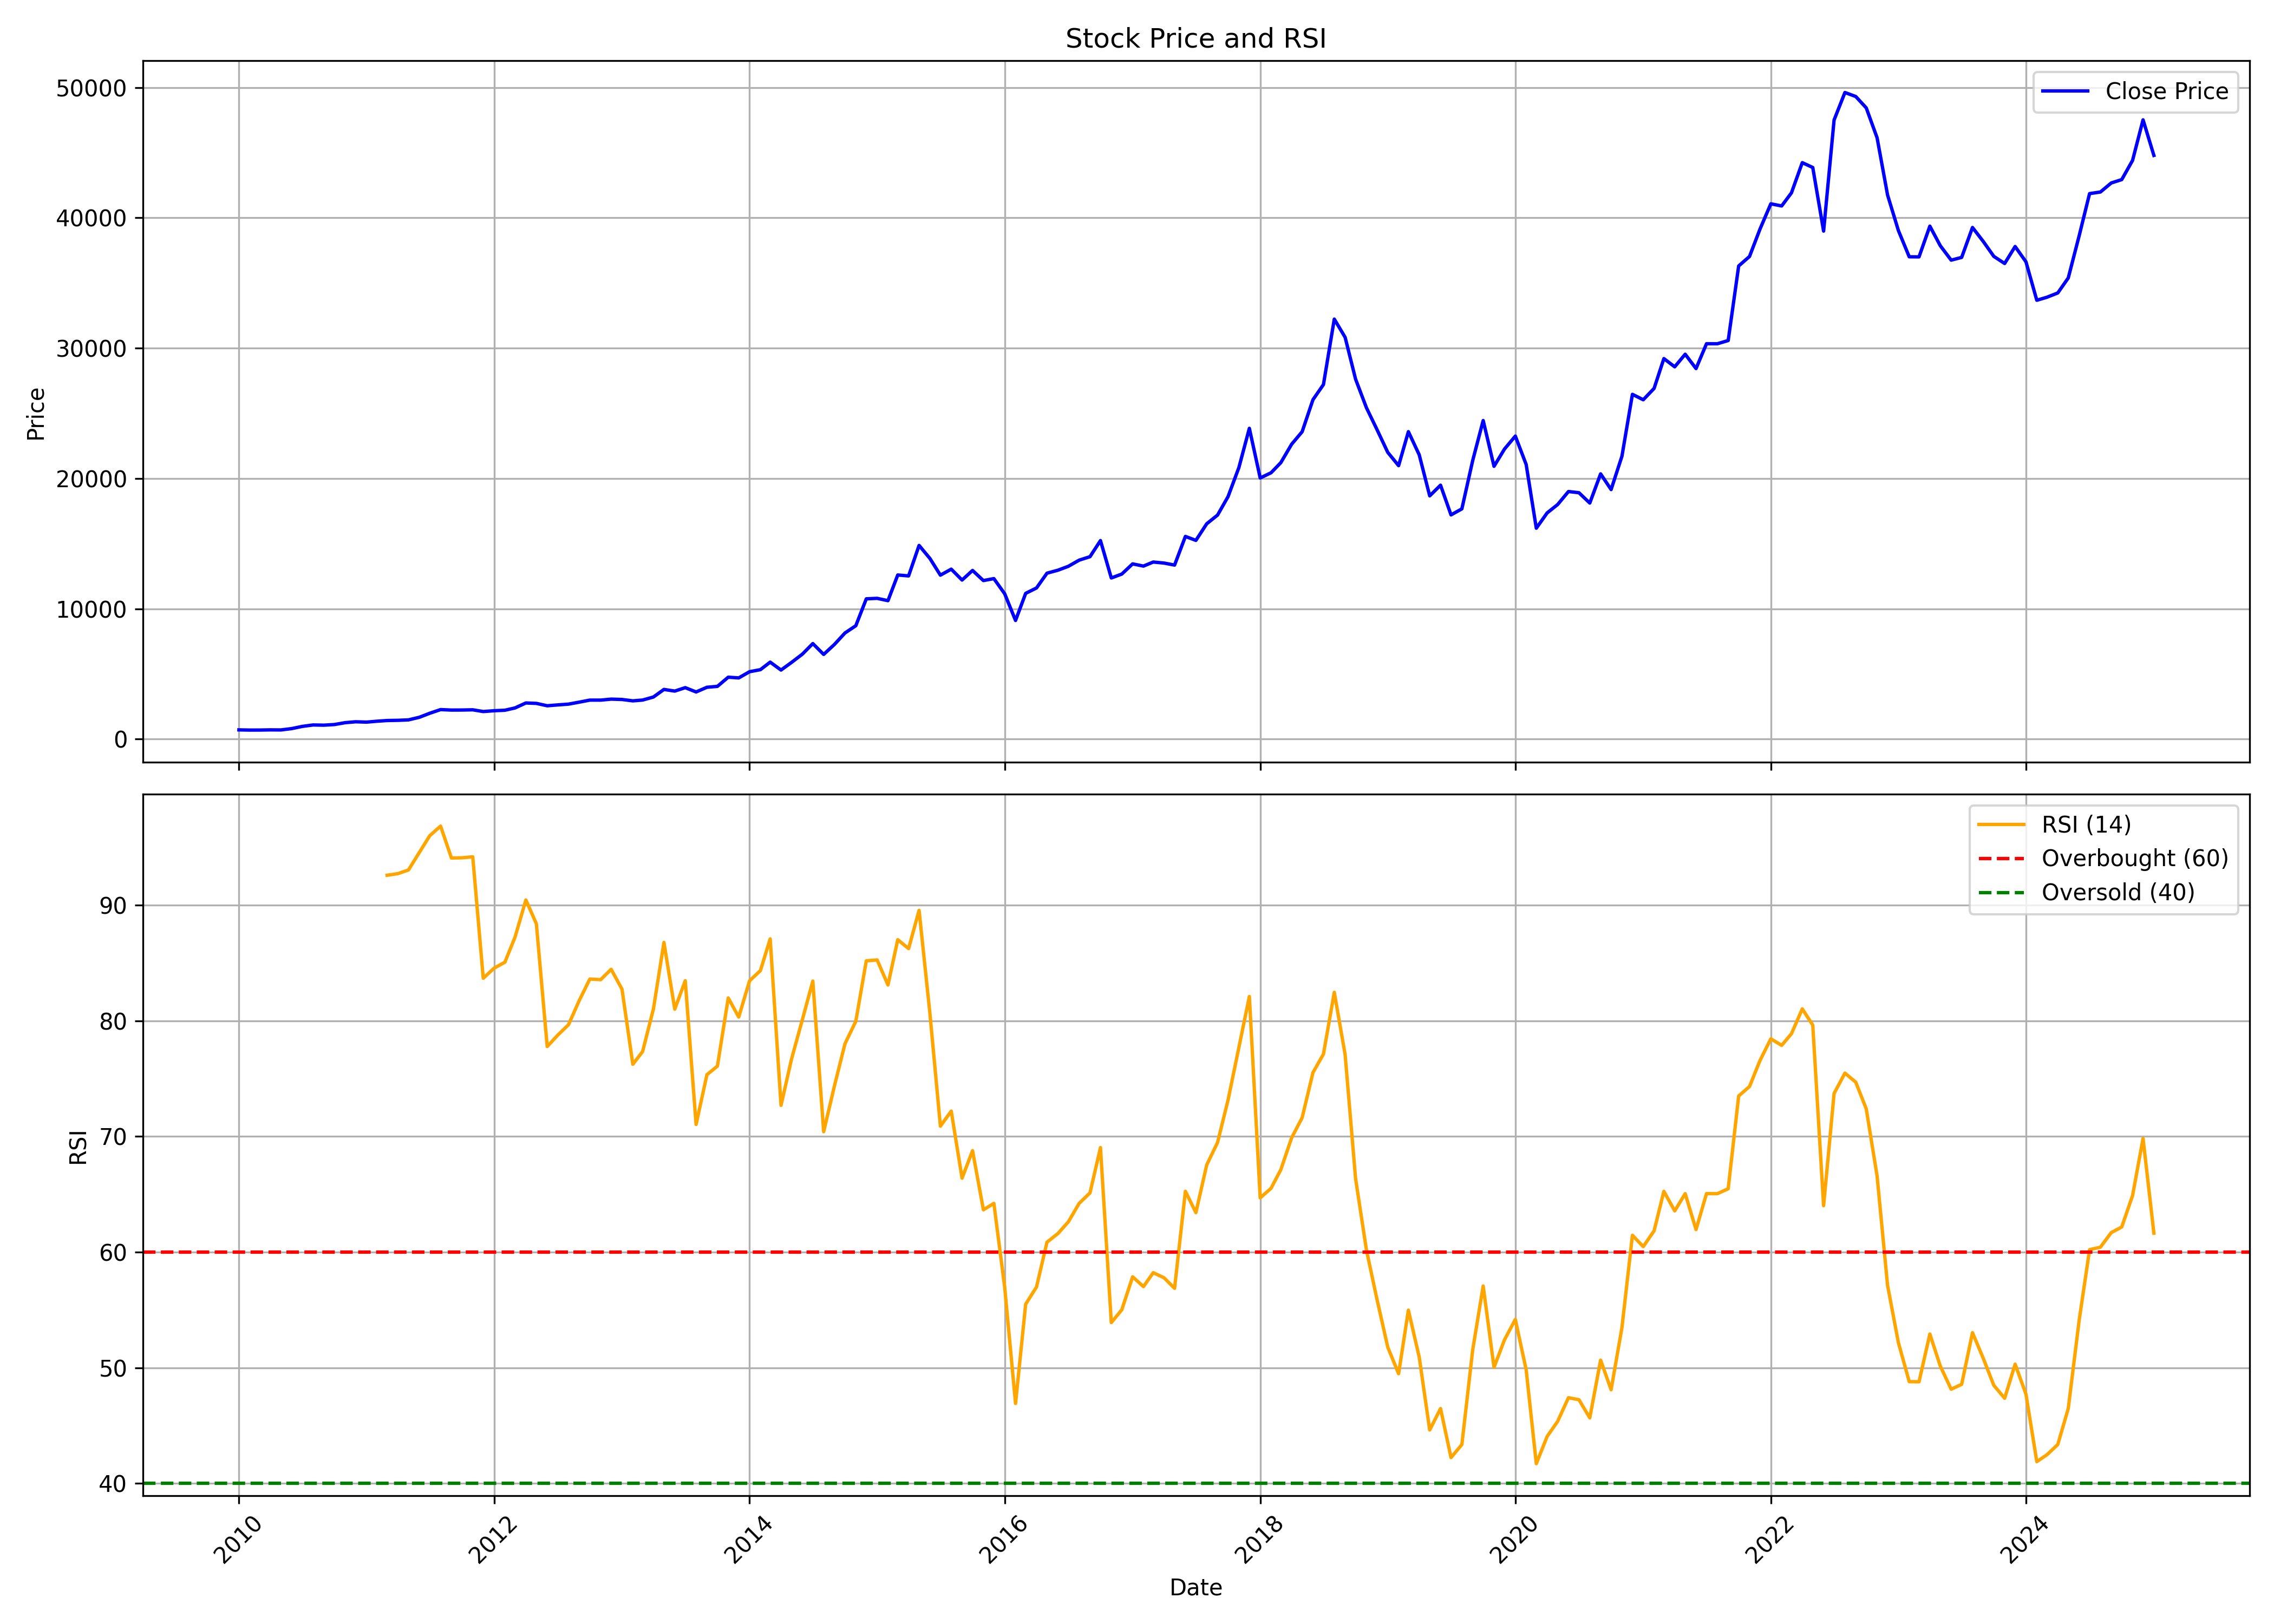 Stock Price and RSI
50000
40000
30000
20000
10000
0
Price
Close Price
90
80
70
60
50
40
RSI
RSI (14)
Overbought (60)
Oversold (40)
2010
2012
2014
2016
2018
2020
2022
2024
Date